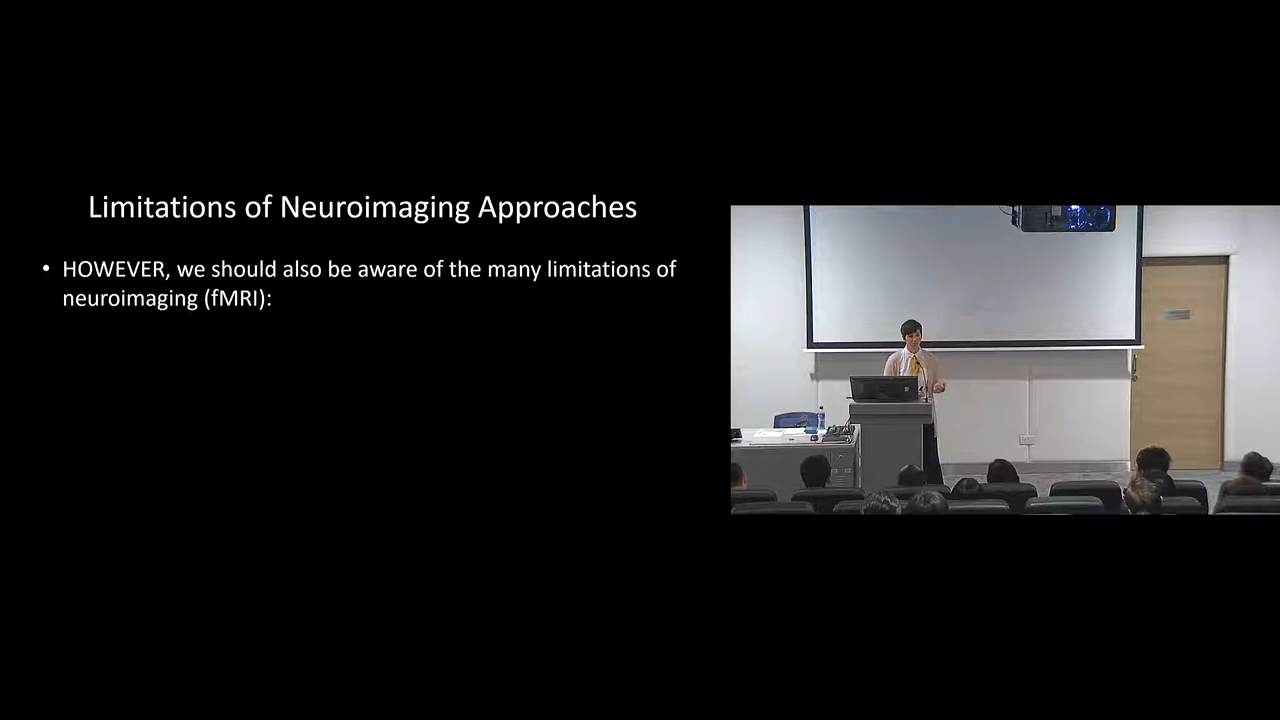 Limitations of Neuroimaging Approaches
• HOWEVER, we should also be aware of the many limitations of
neuroimaging (fMRI):